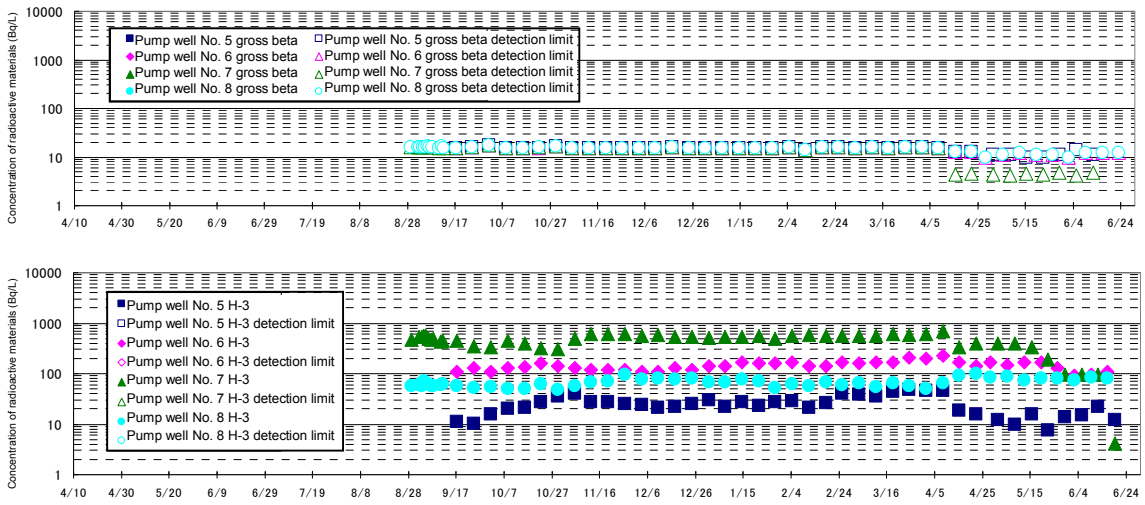 Concentration of radioactive materials (Bq/L)
10000
1000
100
10
1
Pump well No. 5 gross beta
Pump well No. 5 gross beta detection limit
Pump well No. 6 gross beta
Pump well No. 6 gross beta detection limit
Pump well No. 7 gross beta
Pump well No. 7 gross beta detection limit
Pump well No. 8 gross beta
Pump well No. 8 gross beta detection limit
4/10 4/30 5/20 6/9 6/29 7/19 8/8 8/28 9/17 10/7 10/27 11/16 12/6 12/26 1/15 2/4 2/24 3/16 4/5 4/25 5/15 6/4 6/24
Concentration of radioactive materials (Bq/L)
10000
1000
100
10
1
Pump well No. 5 H-3
Pump well No. 5 H-3 detection limit
Pump well No. 6 H-3
Pump well No. 6 H-3 detection limit
Pump well No. 7 H-3
Pump well No. 7 H-3 detection limit
Pump well No. 8 H-3
Pump well No. 8 H-3 detection limit
4/10 4/30 5/20 6/9 6/29 7/19 8/8 8/28 9/17 10/7 10/27 11/16 12/6 12/26 1/15 2/4 2/24 3/16 4/5 4/25 5/15 6/4 6/24